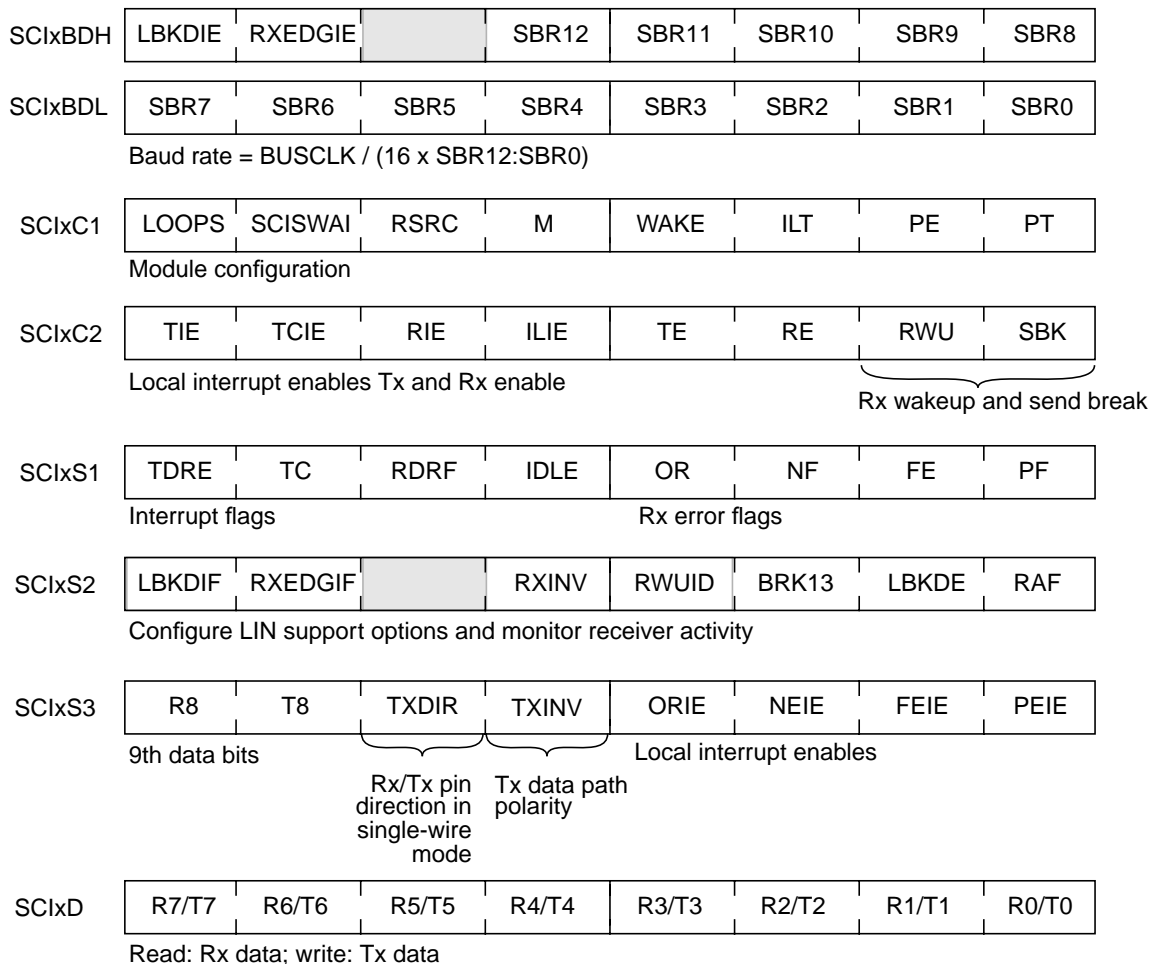 SCIxBDH LBKDIE RXEDGIE SBR12 SBR11 SBR10 SBR9 SBR8
SCIxBDL SBR7 SBR6 SBR5 SBR4 SBR3 SBR2 SBR1 SBR0
Baud rate = BUSCLK / (16 x SBR12:SBR0)
SCIxC1 LOOPS SCISWAI RSRC M WAKE ILT PE PT
Module configuration
SCIxC2 TIE TCIE RIE ILIE TE RE RWU SBK
Local interrupt enables Tx and Rx enable
Rx wakeup and send break
SCIxS1 TDRE TC RDRF IDLE OR NF FE PF
Interrupt flags Rx error flags
SCIxS2 LBKDIF RXEDGIF RXINV RWUID BRK13 LBKDE RAF
Configure LIN support options and monitor receiver activity
SCIxS3 R8 T8 TXDIR TXINV ORIE NEIE FEIE PEIE
9th data bits Local interrupt enables
Rx/Tx pin
direction in
single-wire
mode
Tx data path
polarity
SCIxD R7/T7 R6/T6 R5/T5 R4/T4 R3/T3 R2/T2 R1/T1 R0/T0
Read: Rx data; write: Tx data